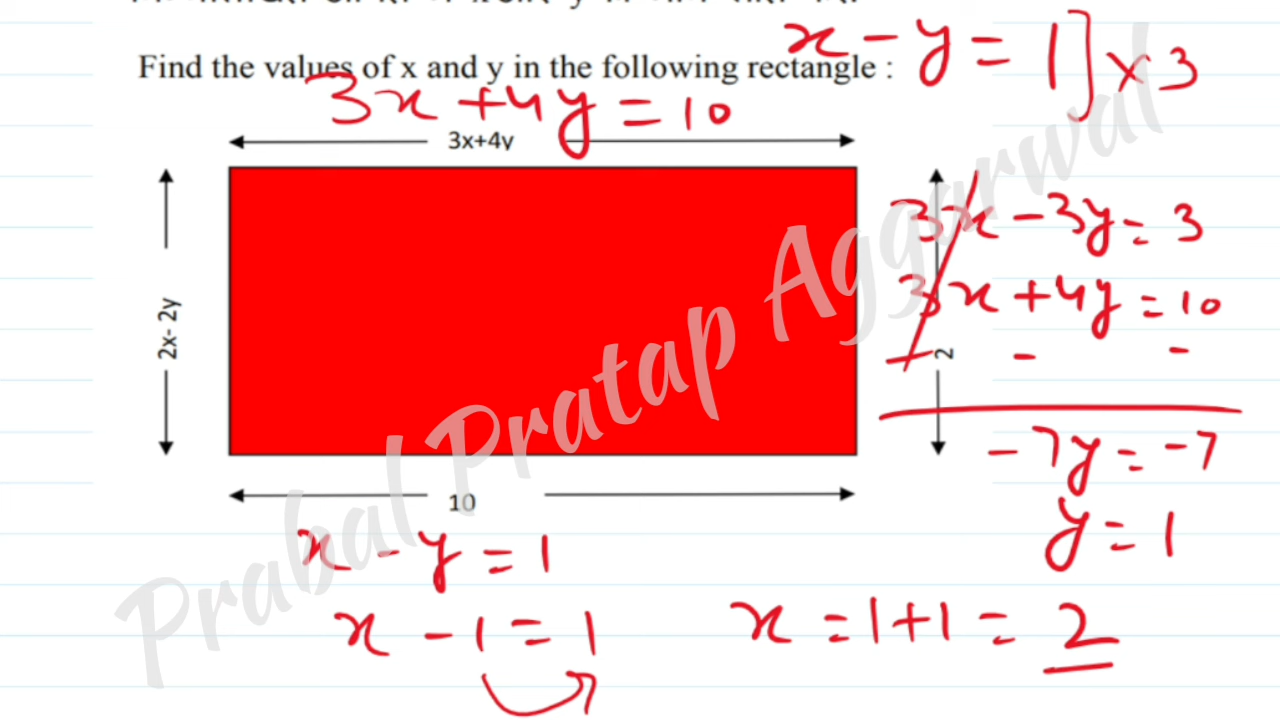 x - y = 1] × 3
Find the values of x and y in the following rectangle :
3x + 4y = 10
3x+4y
2x- 2y
2
10
3x - 3y = 3
3x + 4y = 10
- - -
-7y = -7
y = 1
x - y = 1
x - 1 = 1
x = 1 + 1 = 2
Prabal Pratap Aggarwal